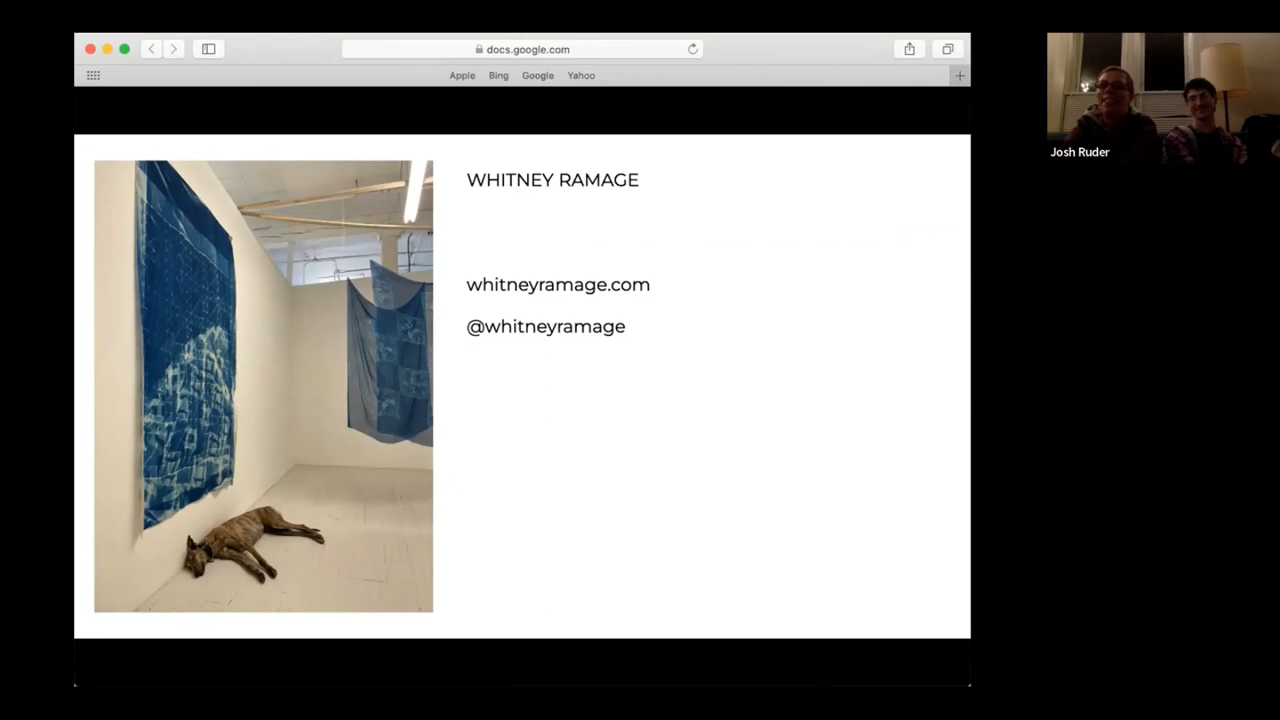 docs.google.com
Apple Bing Google Yahoo
WHITNEY RAMAGE
whitneyramage.com
@whitneyramage
Josh Ruder